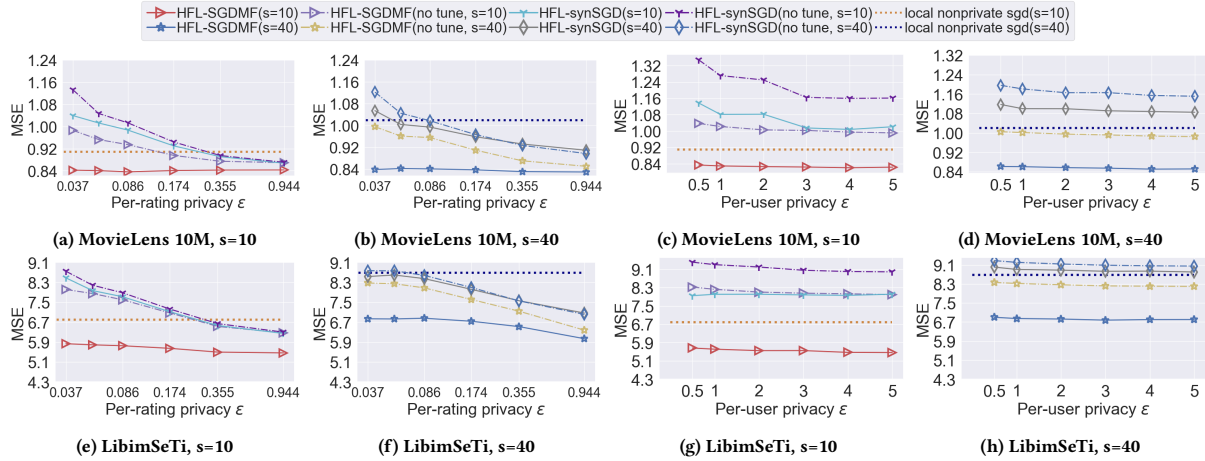 HFL-SGDMF(s=10) HFL-SGDMF(no tune, s=10) HFL-synSGD(s=10) HFL-synSGD(no tune, s=10) local nonprivate sgd(s=10)
HFL-SGDMF(s=40) HFL-SGDMF(no tune, s=40) HFL-synSGD(s=40) HFL-synSGD(no tune, s=40) local nonprivate sgd(s=40)
MSE
1.24
1.16
1.08
1.00
0.92
0.84
0.037 0.086 0.174 0.355 0.944
Per-rating privacy ε
(a) MovieLens 10M, s=10
MSE
1.24
1.16
1.08
1.00
0.92
0.84
0.037 0.086 0.174 0.355 0.944
Per-rating privacy ε
(b) MovieLens 10M, s=40
MSE
1.32
1.24
1.16
1.08
1.00
0.92
0.84
0.5 1 2 3 4 5
Per-user privacy ε
(c) MovieLens 10M, s=10
MSE
1.32
1.24
1.16
1.08
1.00
0.92
0.84
0.5 1 2 3 4 5
Per-user privacy ε
(d) MovieLens 10M, s=40
MSE
9.1
8.3
7.5
6.7
5.9
5.1
4.3
0.037 0.086 0.174 0.355 0.944
Per-rating privacy ε
(e) LibimSeTi, s=10
MSE
9.1
8.3
7.5
6.7
5.9
5.1
4.3
0.037 0.086 0.174 0.355 0.944
Per-rating privacy ε
(f) LibimSeTi, s=40
MSE
9.1
8.3
7.5
6.7
5.9
5.1
4.3
0.5 1 2 3 4 5
Per-user privacy ε
(g) LibimSeTi, s=10
MSE
9.1
8.3
7.5
6.7
5.9
5.1
4.3
0.5 1 2 3 4 5
Per-user privacy ε
(h) LibimSeTi, s=40